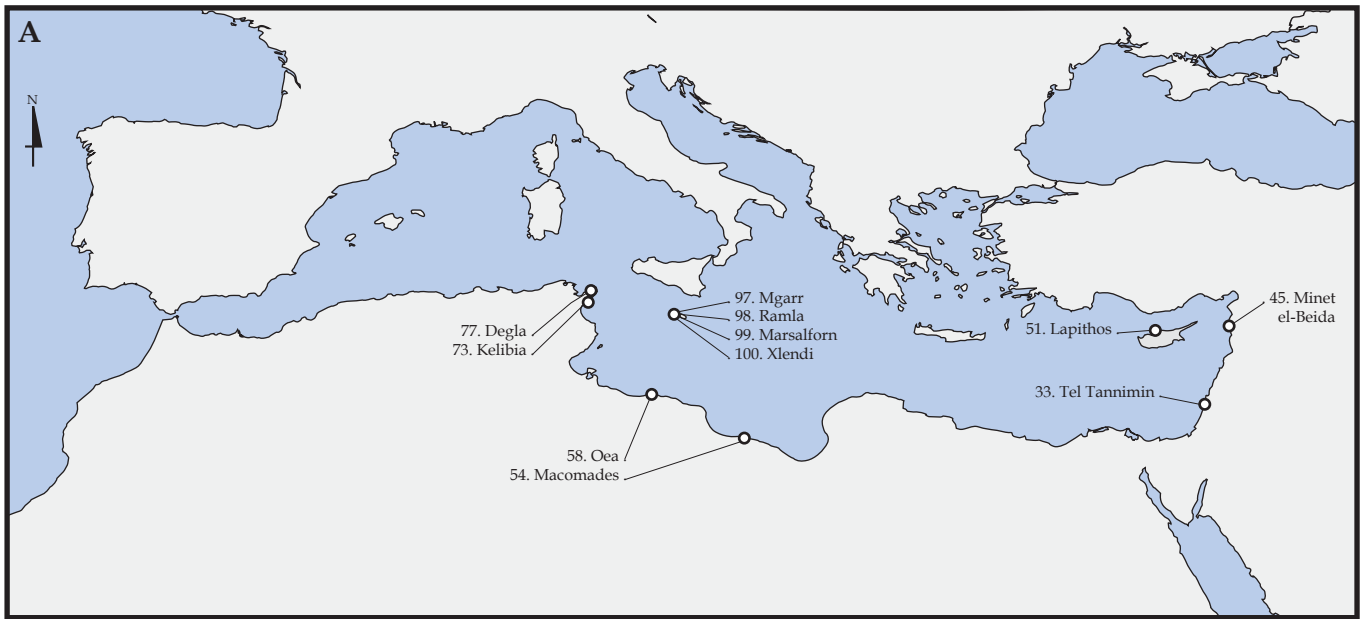 A
N
97. Mgarr
98. Ramla
99. Marsalforn
100. Xlendi
77. Degla
73. Kelibia
45. Minet
el-Beida
51. Lapithos
33. Tel Tannimin
58. Oea
54. Macomades